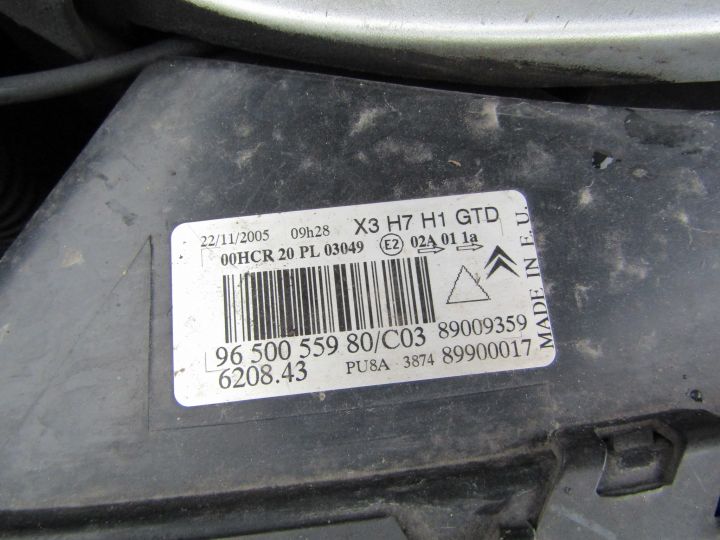 22/11/2005 09h28 X3 H7 H1 GTD
00HCR 20 PL 03049 E2 02A 01 1a
96 500 559 80/C03 89009359
6208.43 PU8A 3874 89900017
MADE IN E.U.